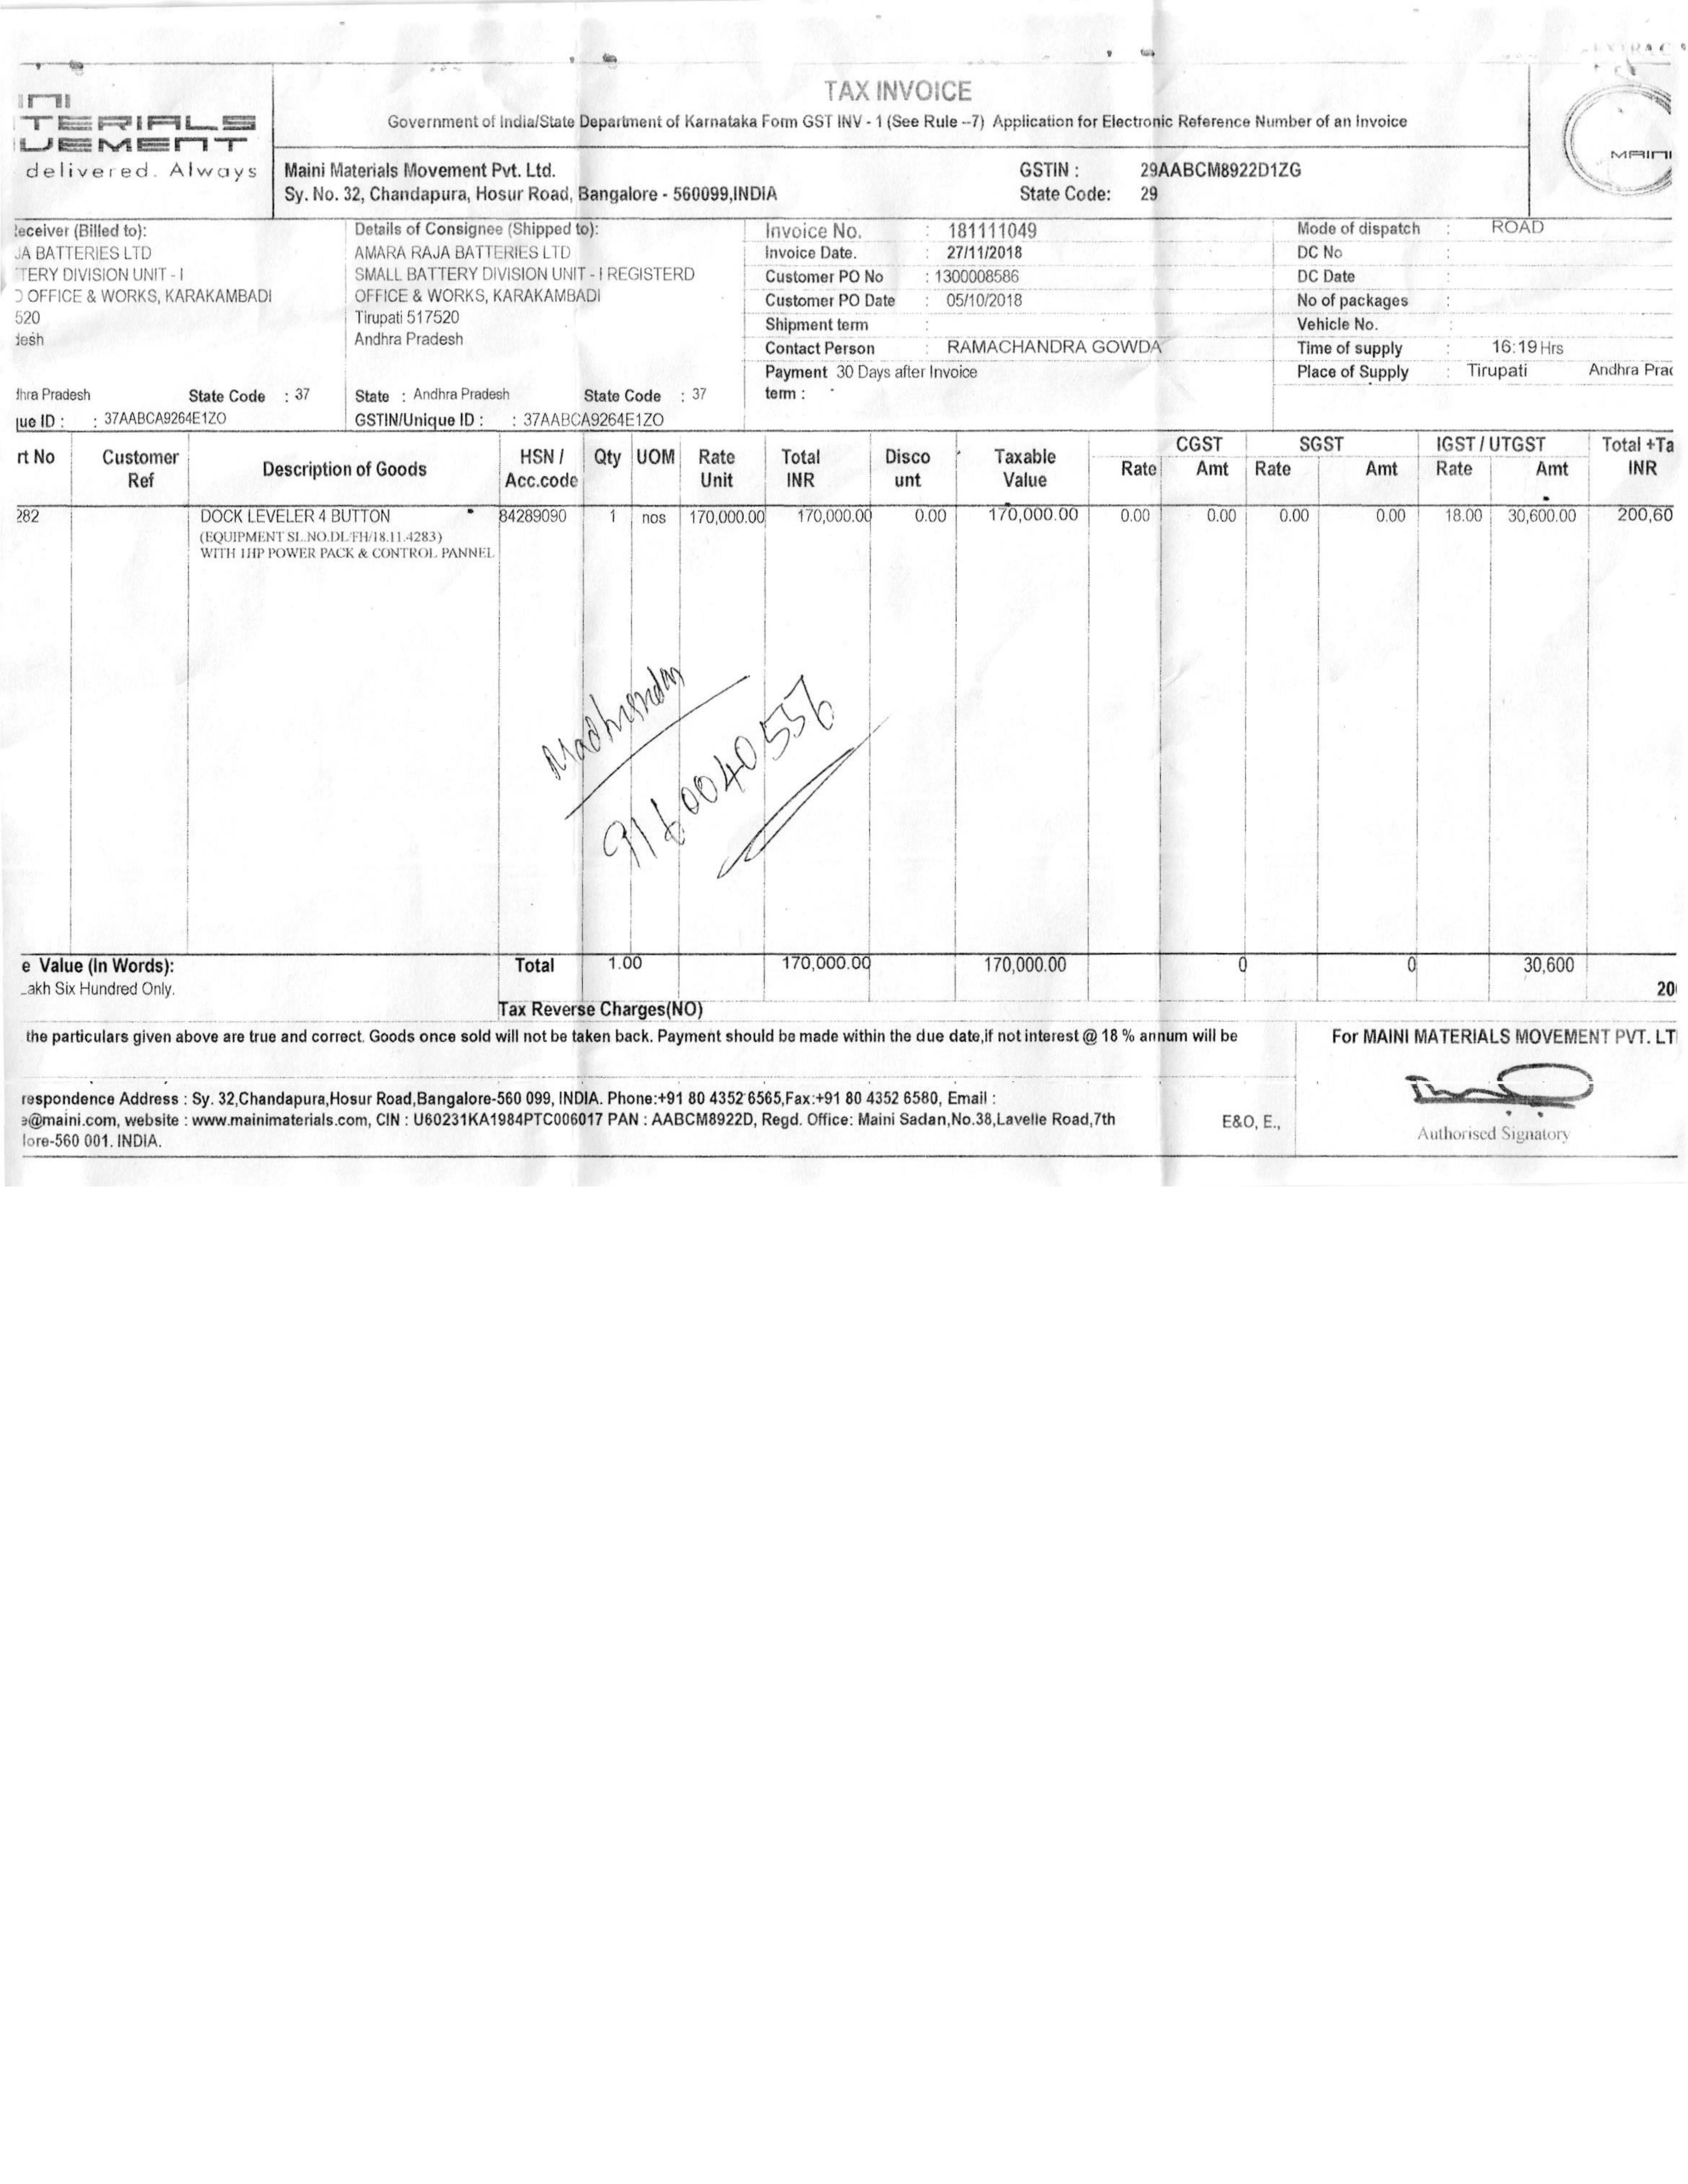 TAX INVOICE
Government of India/State Department of Karnataka Form GST INV - 1 (See Rule --7) Application for Electronic Reference Number of an Invoice
TERIALS
delivered. Always
MAINI
Maini Materials Movement Pvt. Ltd.
Sy. No. 32, Chandapura, Hosur Road, Bangalore - 560099,INDIA
GSTIN : 29AABCM8922D1ZG
State Code: 29
eceiver (Billed to):
JA BATTERIES LTD
TERY DIVISION UNIT - I
OFFICE & WORKS, KARAKAMBADI
520
desh
hra Pradesh State Code : 37
que ID : : 37AABCA9264E1ZO
Details of Consignee (Shipped to):
AMARA RAJA BATTERIES LTD
SMALL BATTERY DIVISION UNIT - I REGISTERD
OFFICE & WORKS, KARAKAMBADI
Tirupati 517520
Andhra Pradesh
State : Andhra Pradesh State Code : 37
GSTIN/Unique ID : : 37AABCA9264E1ZO
Invoice No. : 181111049
Invoice Date. : 27/11/2018
Customer PO No : 1300008586
Customer PO Date : 05/10/2018
Shipment term :
Contact Person : RAMACHANDRA GOWDA
Payment 30 Days after Invoice
term :
Mode of dispatch : ROAD
DC No :
DC Date :
No of packages :
Vehicle No. :
Time of supply : 16:19 Hrs
Place of Supply : Tirupati Andhra Prad
rt No Customer Ref Description of Goods HSN / Acc.code Qty UOM Rate Unit Total INR Disco unt Taxable Value CGST Rate Amt SGST Rate Amt IGST / UTGST Rate Amt Total +Ta INR
282 DOCK LEVELER 4 BUTTON 84289090 1 nos 170,000.00 170,000.00 0.00 170,000.00 0.00 0.00 0.00 0.00 18.00 30,600.00 200,60
(EQUIPMENT SL.NO.DL/FH/18.11.4283)
WITH 1HP POWER PACK & CONTROL PANNEL
9160040556
e Value (In Words): Total 1.00 170,000.00 170,000.00 0 0 30,600
akh Six Hundred Only. 20
Tax Reverse Charges(NO)
the particulars given above are true and correct. Goods once sold will not be taken back. Payment should be made within the due date,if not interest @ 18 % annum will be
For MAINI MATERIALS MOVEMENT PVT. LT
respondence Address : Sy. 32,Chandapura,Hosur Road,Bangalore-560 099, INDIA. Phone:+91 80 4352 6565,Fax:+91 80 4352 6580, Email :
e@maini.com, website : www.mainimaterials.com, CIN : U60231KA1984PTC006017 PAN : AABCM8922D, Regd. Office: Maini Sadan,No.38,Lavelle Road,7th
lore-560 001. INDIA.
E&O, E.,
Authorised Signatory